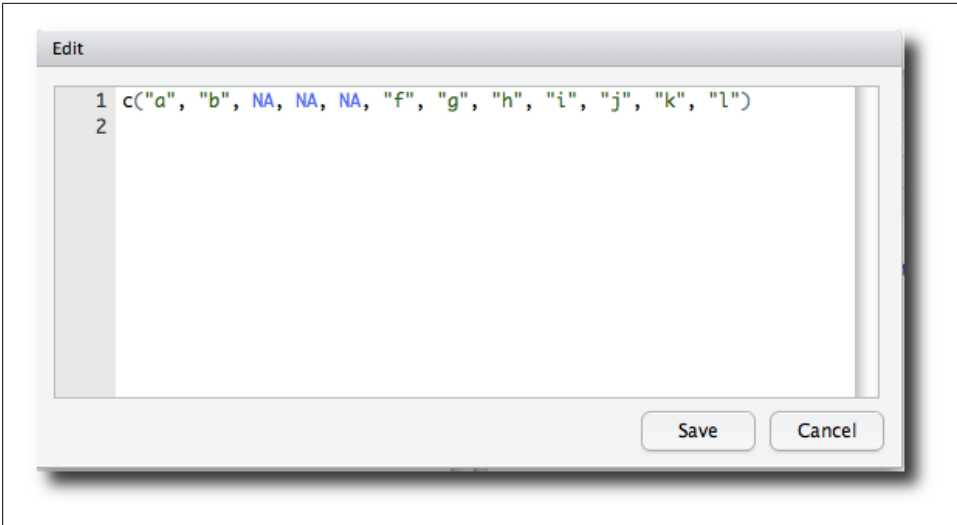 Edit
1 c("a", "b", NA, NA, NA, "f", "g", "h", "i", "j", "k", "l")
2
Save Cancel